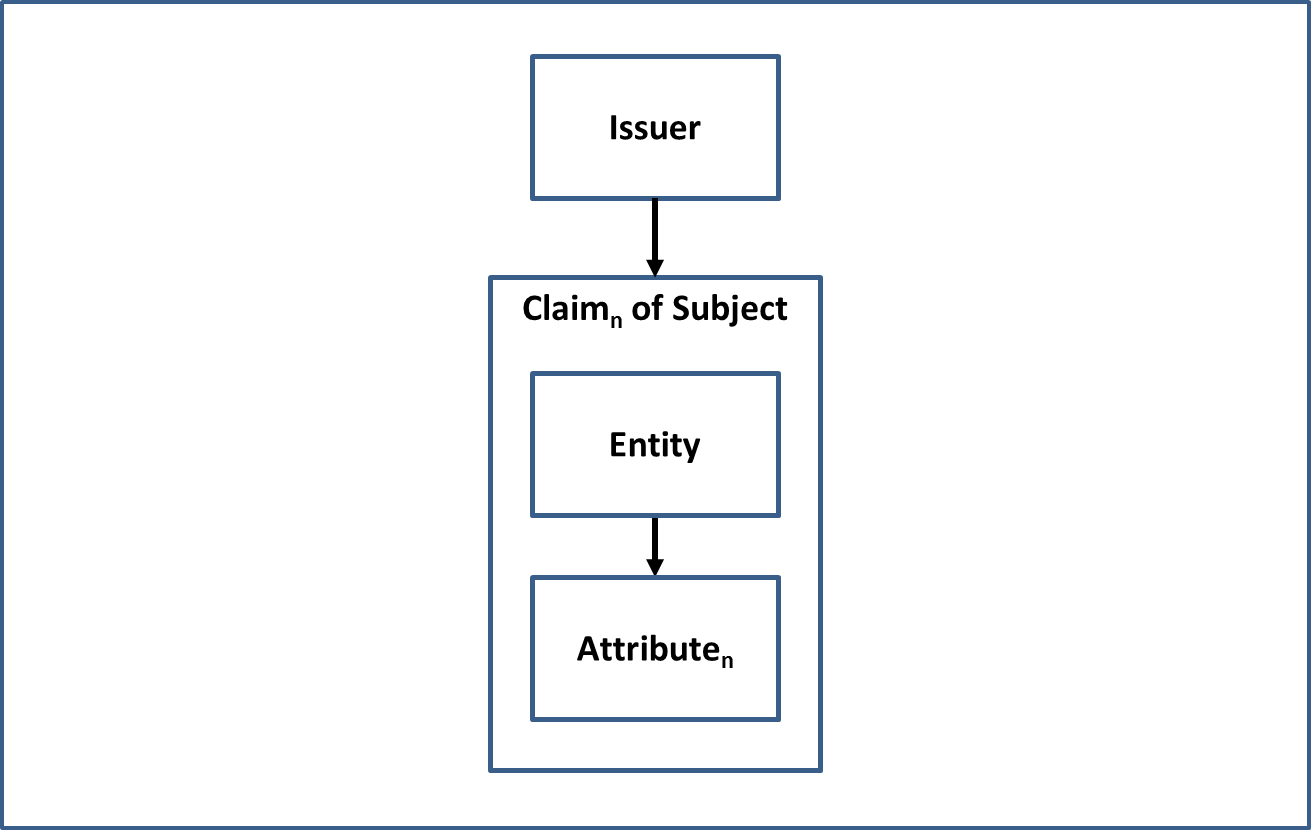 Issuer
Claimₙ of Subject
Entity
Attributeₙ